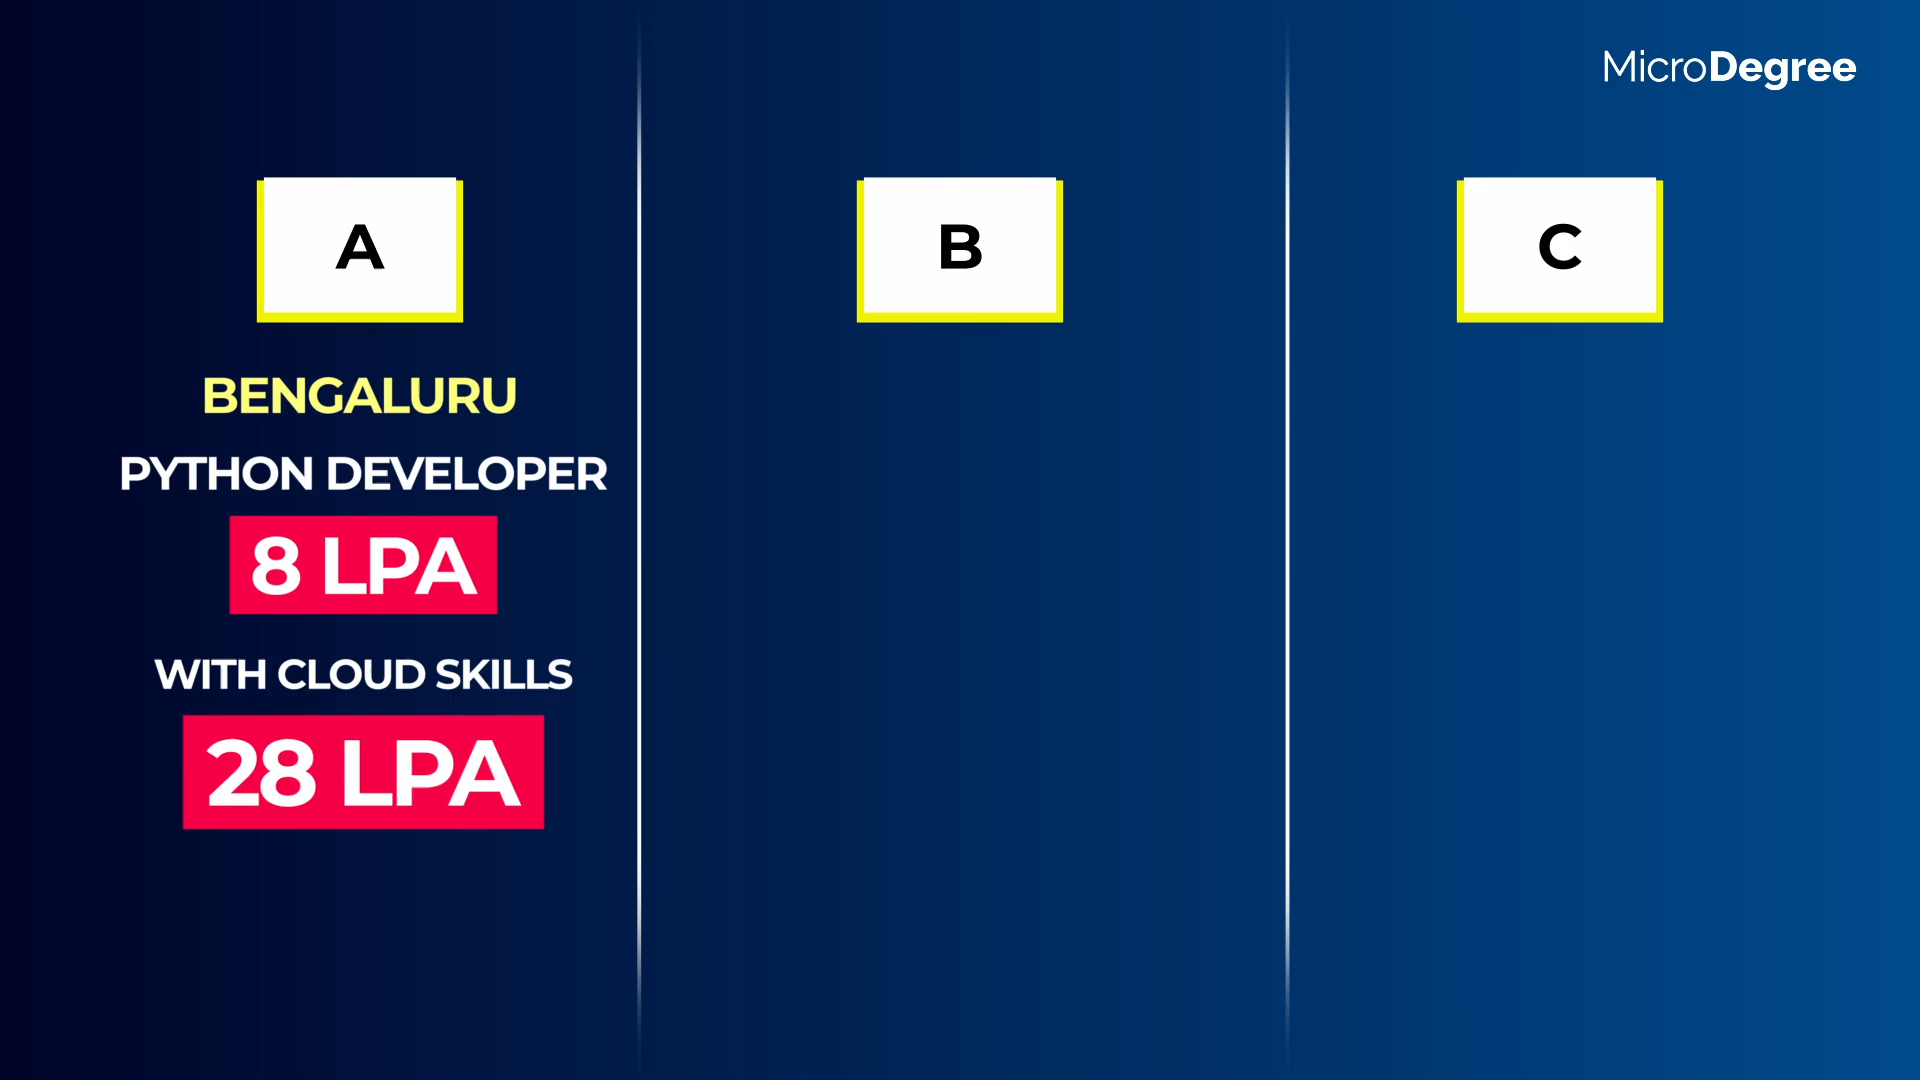 MicroDegree
A
B
C
BENGALURU
PYTHON DEVELOPER
8 LPA
WITH CLOUD SKILLS
28 LPA